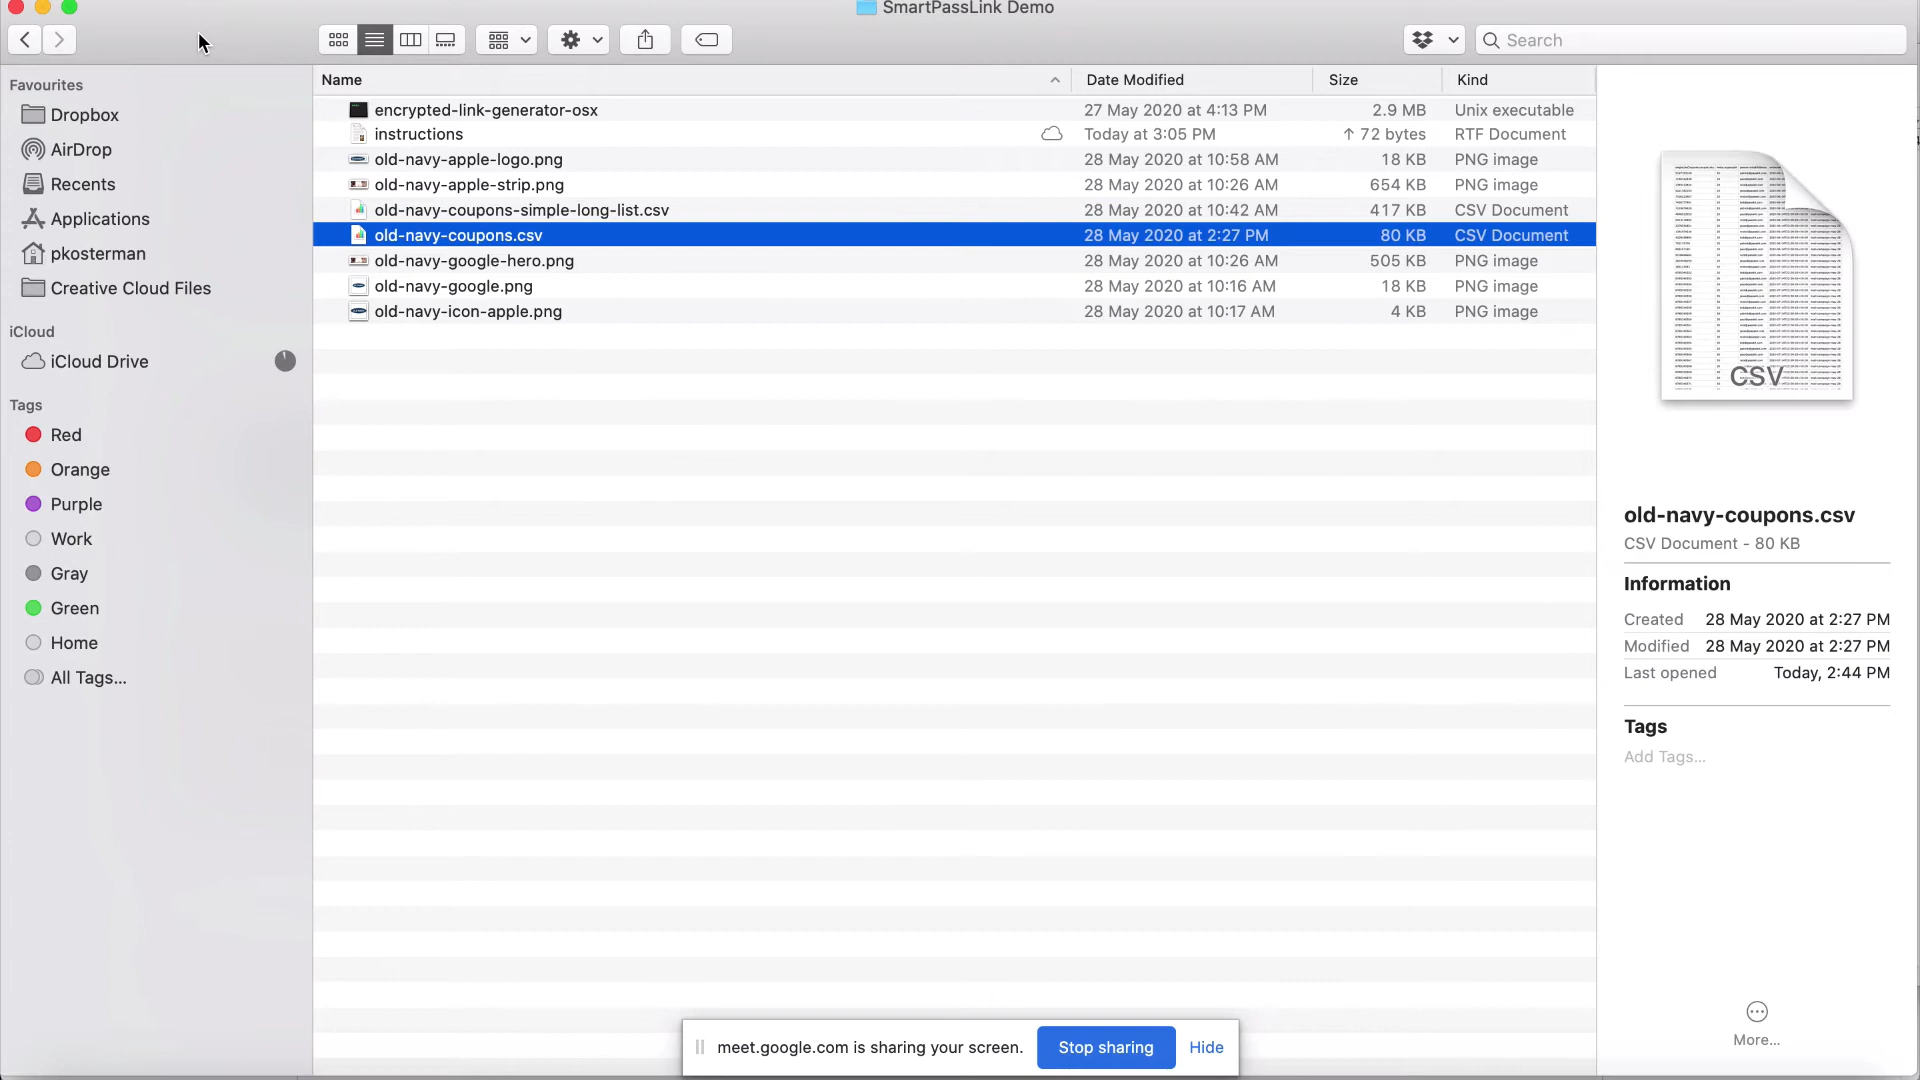 SmartPassLink Demo
Search
Favourites
Dropbox
AirDrop
Recents
Applications
pkosterman
Creative Cloud Files
iCloud
iCloud Drive
Tags
Red
Orange
Purple
Work
Gray
Green
Home
All Tags...
Name Date Modified Size Kind
encrypted-link-generator-osx 27 May 2020 at 4:13 PM 2.9 MB Unix executable
instructions Today at 3:05 PM ↑ 72 bytes RTF Document
old-navy-apple-logo.png 28 May 2020 at 10:58 AM 18 KB PNG image
old-navy-apple-strip.png 28 May 2020 at 10:26 AM 654 KB PNG image
old-navy-coupons-simple-long-list.csv 28 May 2020 at 10:42 AM 417 KB CSV Document
old-navy-coupons.csv 28 May 2020 at 2:27 PM 80 KB CSV Document
old-navy-google-hero.png 28 May 2020 at 10:26 AM 505 KB PNG image
old-navy-google.png 28 May 2020 at 10:16 AM 18 KB PNG image
old-navy-icon-apple.png 28 May 2020 at 10:17 AM 4 KB PNG image
CSV
old-navy-coupons.csv
CSV Document - 80 KB
Information
Created 28 May 2020 at 2:27 PM
Modified 28 May 2020 at 2:27 PM
Last opened Today, 2:44 PM
Tags
Add Tags...
More...
meet.google.com is sharing your screen. Stop sharing Hide